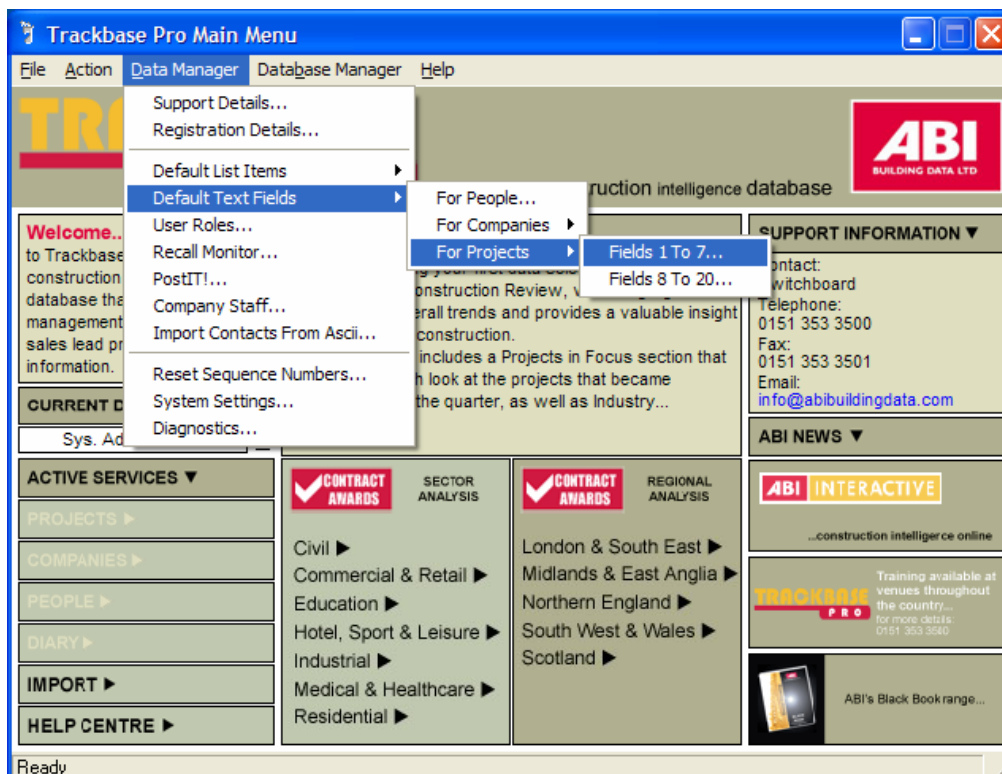 Trackbase Pro Main Menu
File Action Data Manager Database Manager Help
Support Details...
Registration Details...
Default List Items
Default Text Fields
User Roles...
Recall Monitor...
PostIT!...
Company Staff...
Import Contacts From Ascii...
Reset Sequence Numbers...
System Settings...
Diagnostics...
For People...
For Companies
For Projects
Fields 1 To 7...
Fields 8 To 20...
TR
intelligence database
ABI
BUILDING DATA LTD
Welcome..
to Trackbase
construction
database tha
management
sales lead pr
information.
CURRENT D
Sys. Ad
onstruction Review,
erall trends and provides a valuable insight
construction.
includes a Projects in Focus section that
h look at the projects that became
the quarter, as well as Industry...
SUPPORT INFORMATION ▼
ontact:
witchboard
Telephone:
0151 353 3500
Fax:
0151 353 3501
Email:
info@abibuildingdata.com
ABI NEWS ▼
ACTIVE SERVICES ▼
PROJECTS ▶
COMPANIES ▶
PEOPLE ▶
DIARY ▶
IMPORT ▶
HELP CENTRE ▶
CONTRACT AWARDS
SECTOR ANALYSIS
Civil ▶
Commercial & Retail ▶
Education ▶
Hotel, Sport & Leisure ▶
Industrial ▶
Medical & Healthcare ▶
Residential ▶
CONTRACT AWARDS
REGIONAL ANALYSIS
London & South East ▶
Midlands & East Anglia ▶
Northern England ▶
South West & Wales ▶
Scotland ▶
ABI INTERACTIVE
...construction intelligerce online
TRACKBASE
PRO
Training available at
venues throughout
the country...
for more details:
0151 353 3500
ABI's Black Book range...
Ready